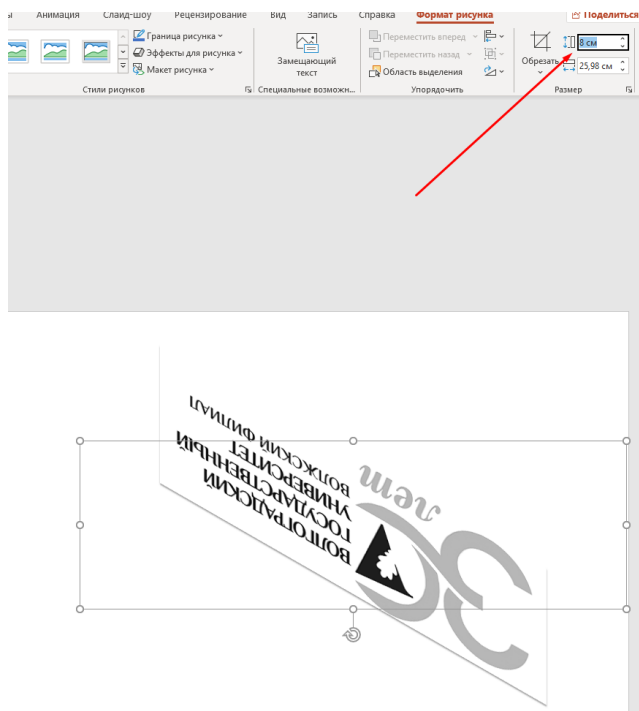 Анимация Слайд-шоу Рецензирование Вид Запись Справка Формат рисунка Поделиться
Граница рисунка
Эффекты для рисунка
Макет рисунка
Стили рисунков
Замещающий
текст
Специальные возможн...
Переместить вперед
Переместить назад
Область выделения
Упорядочить
Обрезать
8 см
25,98 см
Размер
ВОЛГОГРАДСКИЙ
ГОСУДАРСТВЕННЫЙ
УНИВЕРСИТЕТ
ВОЛЖСКИЙ ФИЛИАЛ
лет